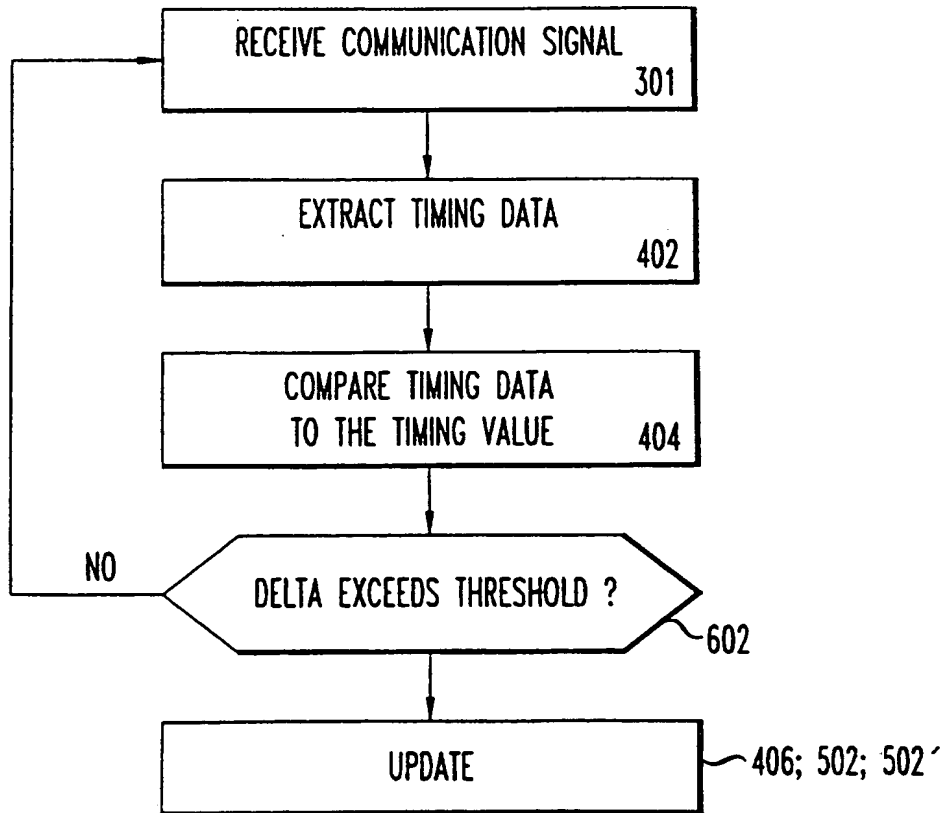 RECEIVE COMMUNICATION SIGNAL
301
EXTRACT TIMING DATA
402
COMPARE TIMING DATA
TO THE TIMING VALUE
404
NO
DELTA EXCEEDS THRESHOLD ?
602
UPDATE
406; 502; 502´